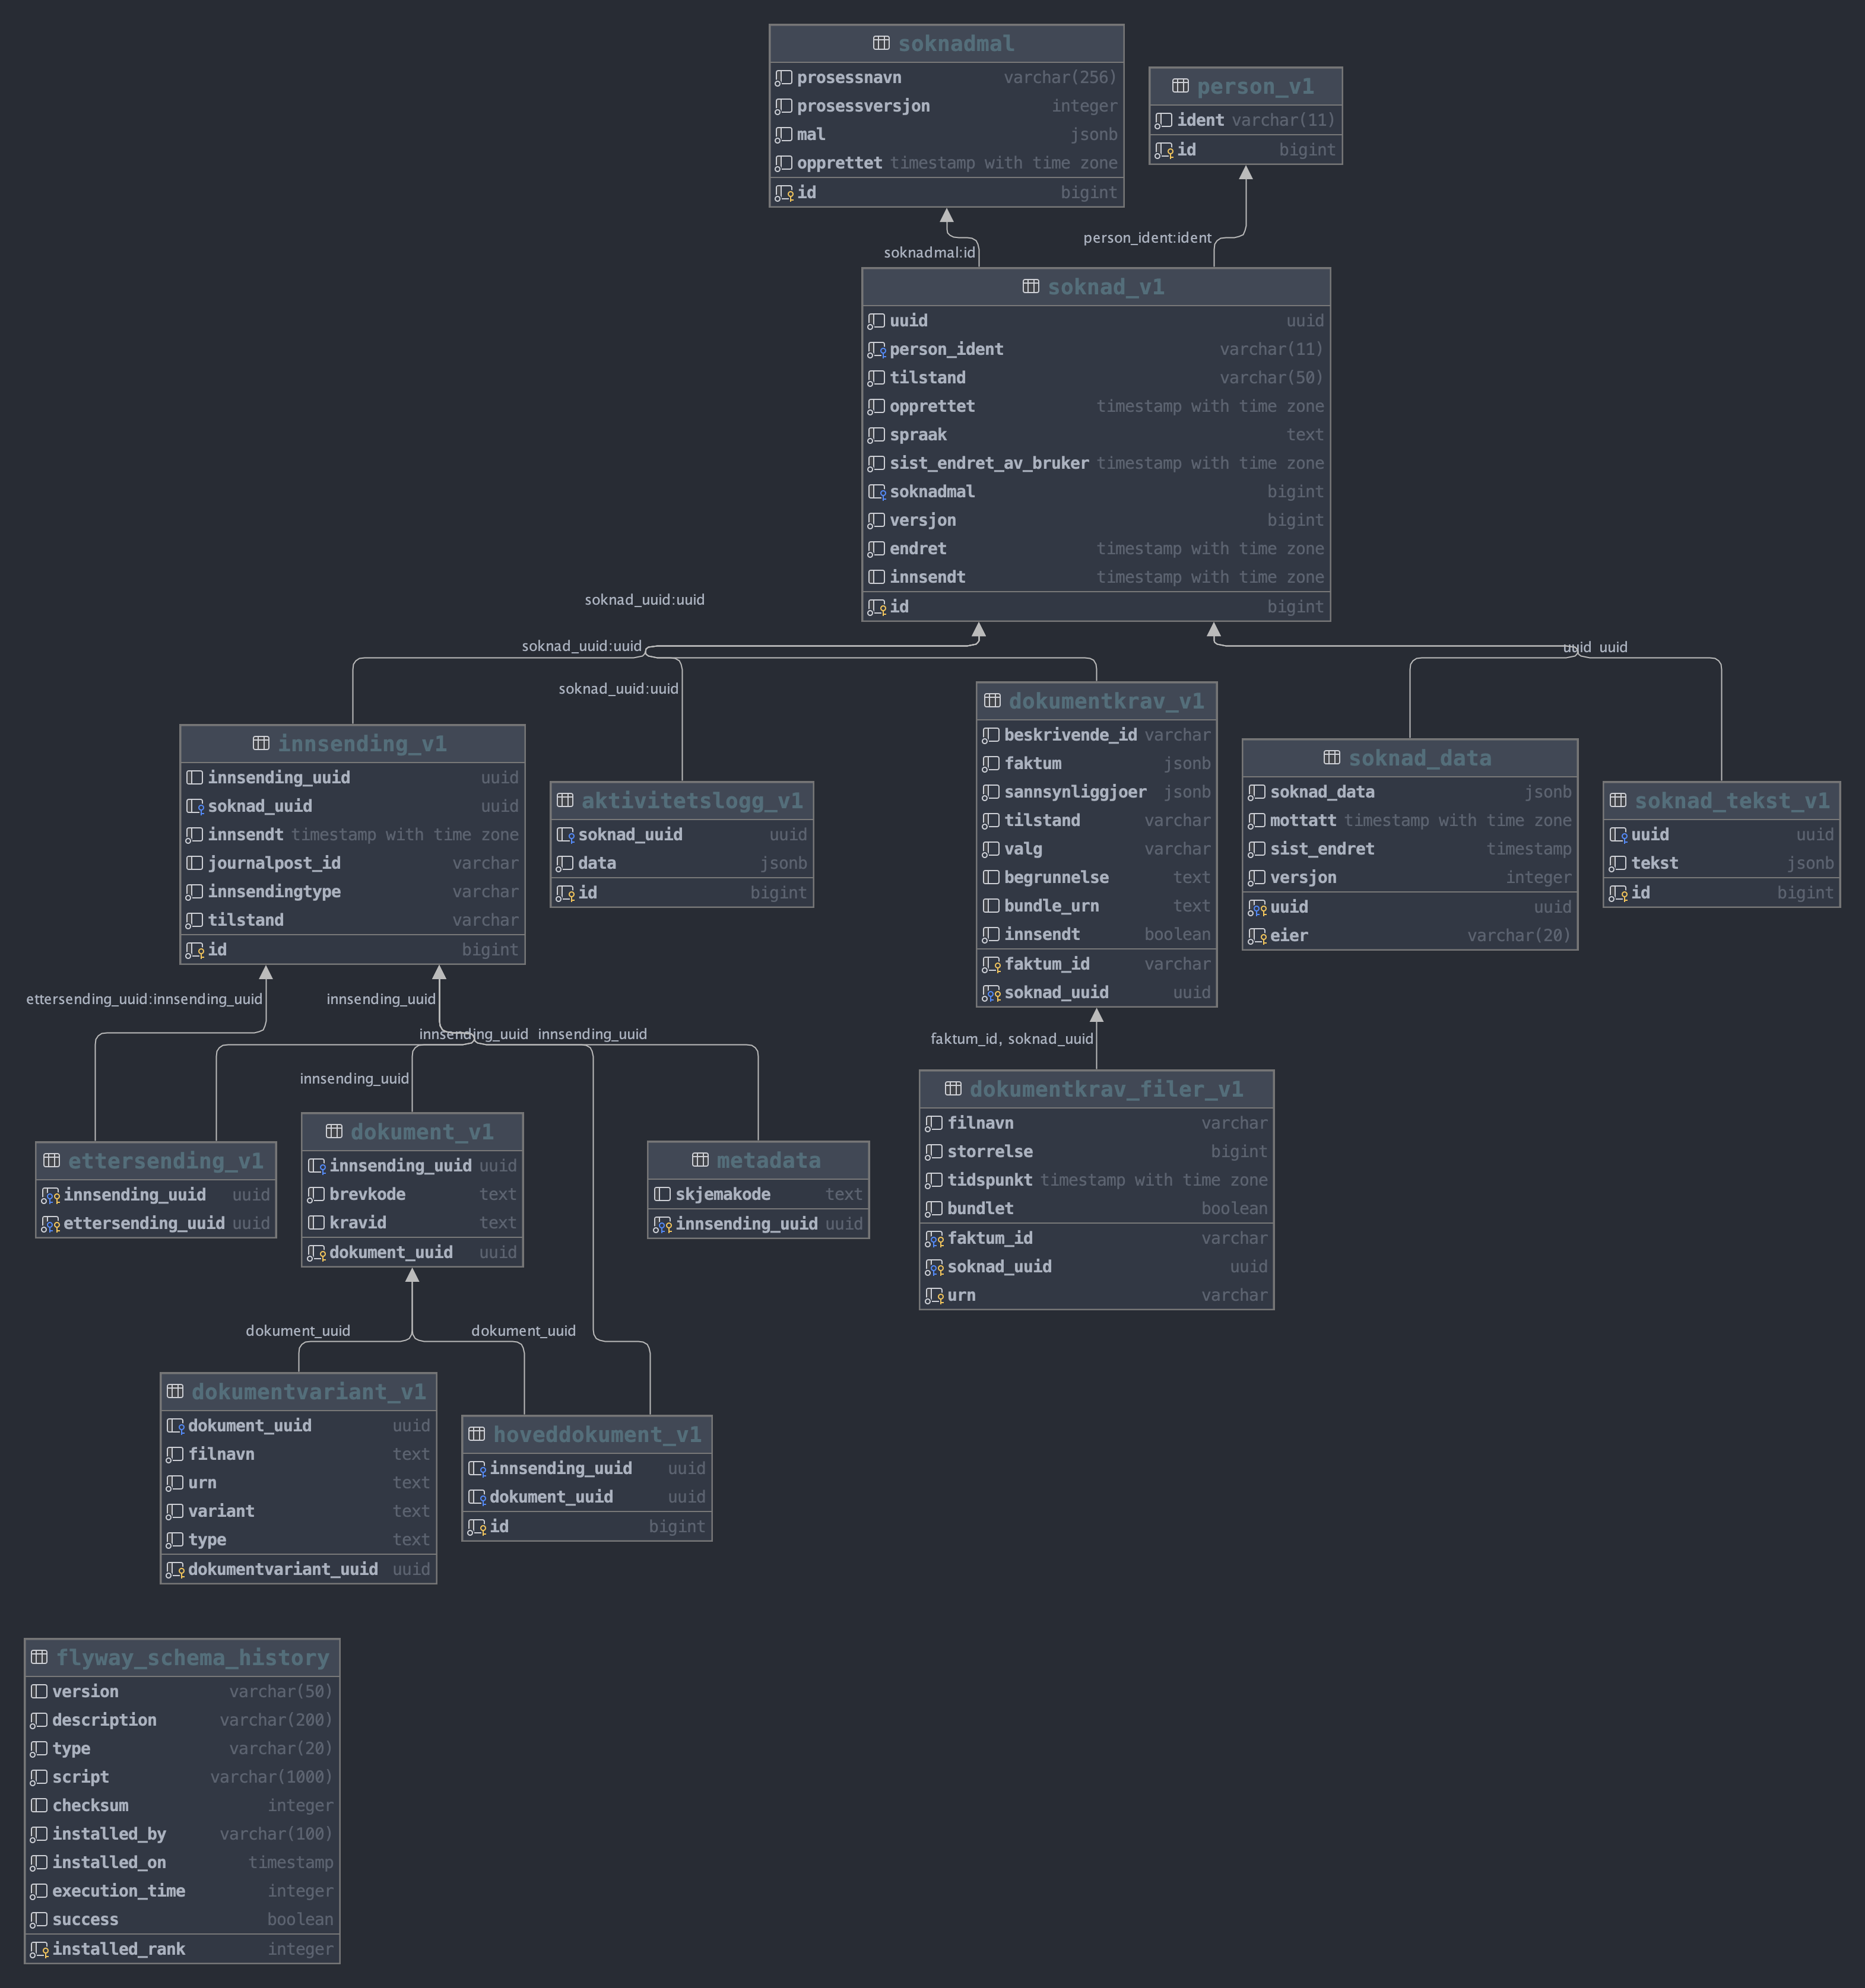 soknadmal
prosessnavn varchar(256)
prosessversjon integer
mal jsonb
opprettet timestamp with time zone
id bigint
person_v1
ident varchar(11)
id bigint
soknadmal:id
person_ident:ident
soknad_v1
uuid uuid
person_ident varchar(11)
tilstand varchar(50)
opprettet timestamp with time zone
spraak text
sist_endret_av_bruker timestamp with time zone
soknadmal bigint
versjon bigint
endret timestamp with time zone
innsendt timestamp with time zone
id bigint
soknad_uuid:uuid
soknad_uuid:uuid
soknad_uuid:uuid
uuid uuid
innsending_v1
innsending_uuid uuid
soknad_uuid uuid
innsendt timestamp with time zone
journalpost_id varchar
innsendingtype varchar
tilstand varchar
id bigint
aktivitetslogg_v1
soknad_uuid uuid
data jsonb
id bigint
dokumentkrav_v1
beskrivende_id varchar
faktum jsonb
sannsynliggjoer jsonb
tilstand varchar
valg varchar
begrunnelse text
bundle_urn text
innsendt boolean
faktum_id varchar
soknad_uuid uuid
soknad_data
soknad_data jsonb
mottatt timestamp with time zone
sist_endret timestamp
versjon integer
uuid uuid
eier varchar(20)
soknad_tekst_v1
uuid uuid
tekst jsonb
id bigint
ettersending_uuid:innsending_uuid
innsending_uuid
innsending_uuid innsending_uuid
innsending_uuid
faktum_id, soknad_uuid
ettersending_v1
innsending_uuid uuid
ettersending_uuid uuid
dokument_v1
innsending_uuid uuid
brevkode text
kravid text
dokument_uuid uuid
metadata
skjemakode text
innsending_uuid uuid
dokumentkrav_filer_v1
filnavn varchar
storrelse bigint
tidspunkt timestamp with time zone
bundlet boolean
faktum_id varchar
soknad_uuid uuid
urn varchar
dokument_uuid
dokument_uuid
dokumentvariant_v1
dokument_uuid uuid
filnavn text
urn text
variant text
type text
dokumentvariant_uuid uuid
hoveddokument_v1
innsending_uuid uuid
dokument_uuid uuid
id bigint
flyway_schema_history
version varchar(50)
description varchar(200)
type varchar(20)
script varchar(1000)
checksum integer
installed_by varchar(100)
installed_on timestamp
execution_time integer
success boolean
installed_rank integer